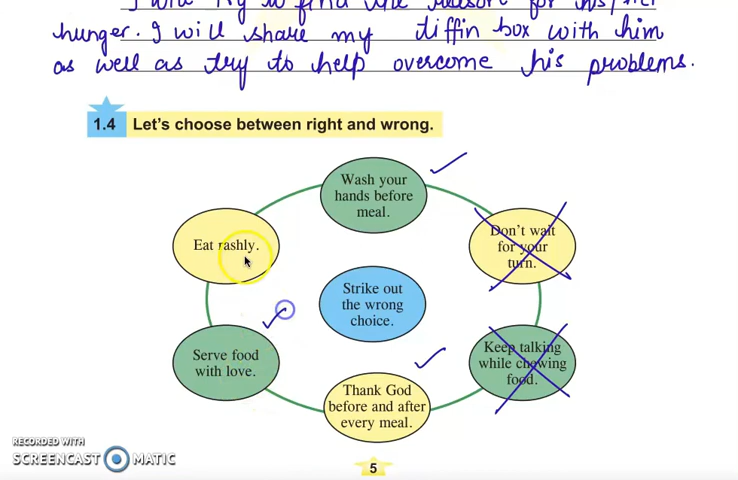 hunger. I will share my tiffin box with him
as well as try to help overcome his problems.
1.4 Let's choose between right and wrong.
Wash your
hands before
meal.
Eat rashly.
Don't wait
for your
turn.
Strike out
the wrong
choice.
Serve food
with love.
Keep talking
while chewing
food.
Thank God
before and after
every meal.
RECORDED WITH
SCREENCAST MATIC
5